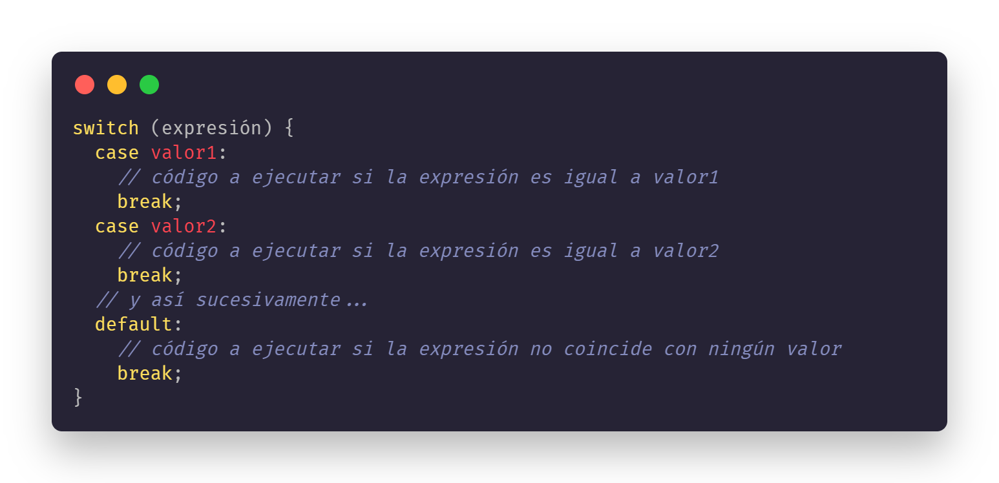 switch (expresión) {
  case valor1:
    // código a ejecutar si la expresión es igual a valor1
    break;
  case valor2:
    // código a ejecutar si la expresión es igual a valor2
    break;
  // y así sucesivamente...
  default:
    // código a ejecutar si la expresión no coincide con ningún valor
    break;
}